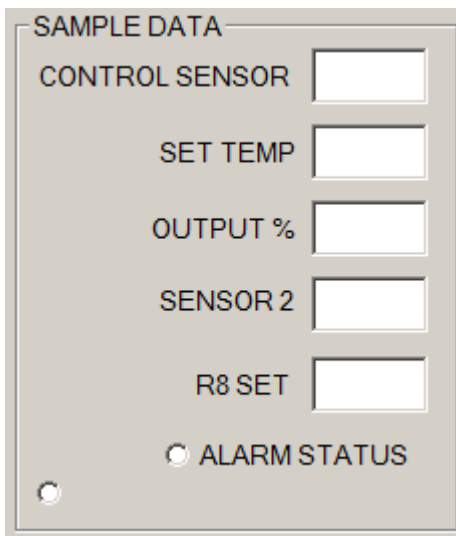 SAMPLE DATA
CONTROL SENSOR
SET TEMP
OUTPUT %
SENSOR 2
R8 SET
ALARM STATUS